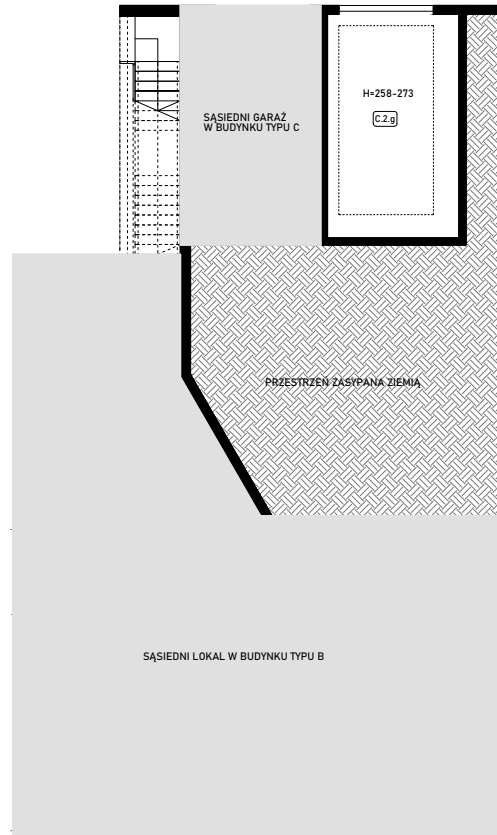 H=258-273
C.2.g
SĄSIEDNI GARAŻ
W BUDYNKU TYPU C
PRZESTRZEŃ ZASYPANA ZIEMIĄ
SĄSIEDNI LOKAL W BUDYNKU TYPU B